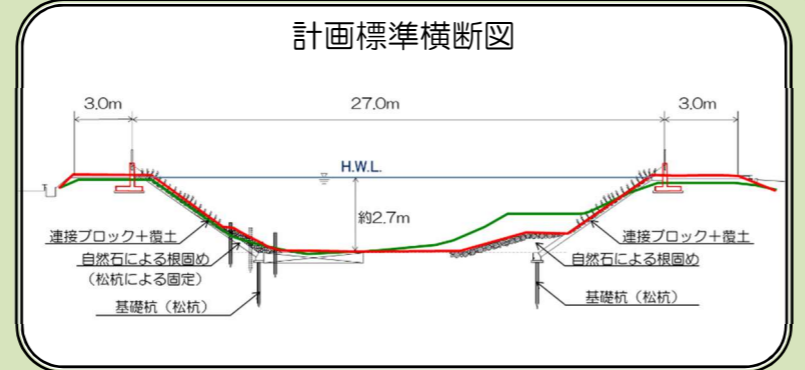 計画標準横断図
3.0m
27.0m
3.0m
H.W.L.
約2.7m
連接ブロック+覆土
自然石による根固め
(松杭による固定)
基礎杭(松杭)
連接ブロック+覆土
自然石による根固め
基礎杭(松杭)